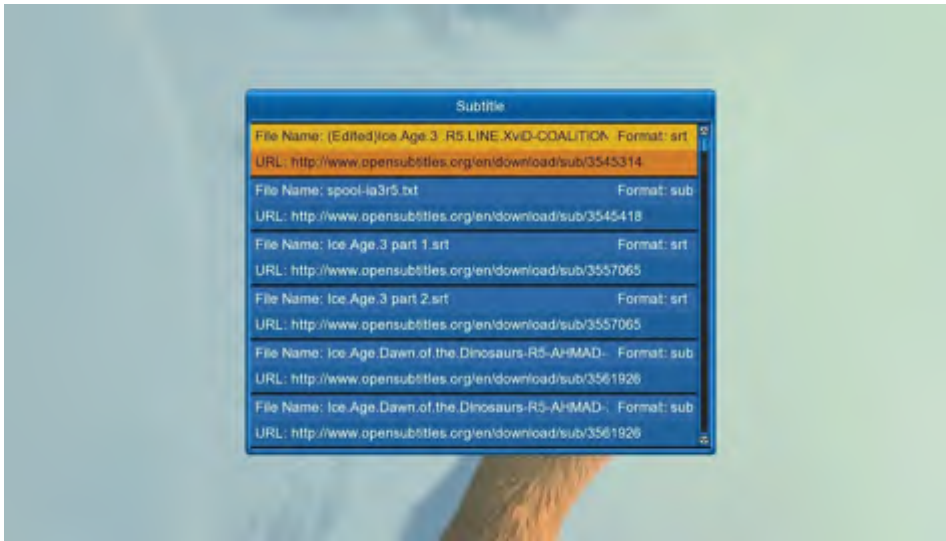 Subtitle
File Name: (Edited)Ice.Age.3 .R5.LINE.XviD-COALiTiON Format: srt
URL: http://www.opensubtitles.org/en/download/sub/3545314
File Name: spool-ia3r5.txt Format: sub
URL: http://www.opensubtitles.org/en/download/sub/3545418
File Name: Ice.Age.3 part 1.srt Format: srt
URL: http://www.opensubtitles.org/en/download/sub/3557065
File Name: Ice.Age.3 part 2.srt Format: srt
URL: http://www.opensubtitles.org/en/download/sub/3557065
File Name: Ice.Age.Dawn.of.the.Dinosaurs-R5-AHMAD- Format: sub
URL: http://www.opensubtitles.org/en/download/sub/3561926
File Name: Ice.Age.Dawn.of.the.Dinosaurs-R5-AHMAD- Format: sub
URL: http://www.opensubtitles.org/en/download/sub/3561926